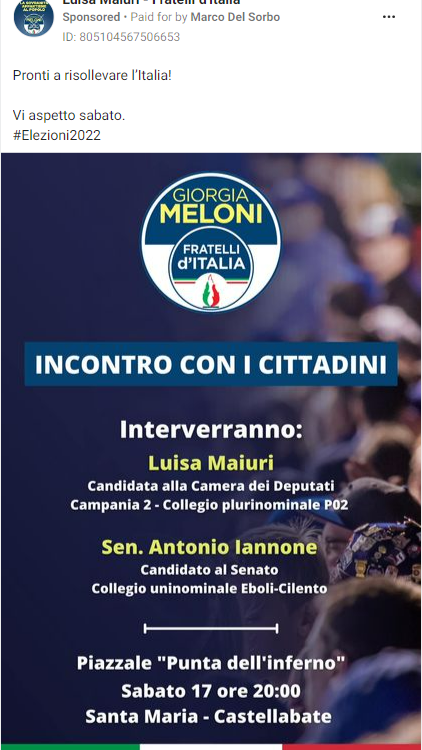 Luisa Maiuri - Fratelli d'Italia
Sponsored • Paid for by Marco Del Sorbo
ID: 805104567506653
Pronti a risollevare l'Italia!
Vi aspetto sabato.
#Elezioni2022
GIORGIA
MELONI
FRATELLI
d'ITALIA
INCONTRO CON I CITTADINI
Interverranno:
Luisa Maiuri
Candidata alla Camera dei Deputati
Campania 2 - Collegio plurinominale P02
Sen. Antonio Iannone
Candidato al Senato
Collegio uninominale Eboli-Cilento
Piazzale "Punta dell'inferno"
Sabato 17 ore 20:00
Santa Maria - Castellabate